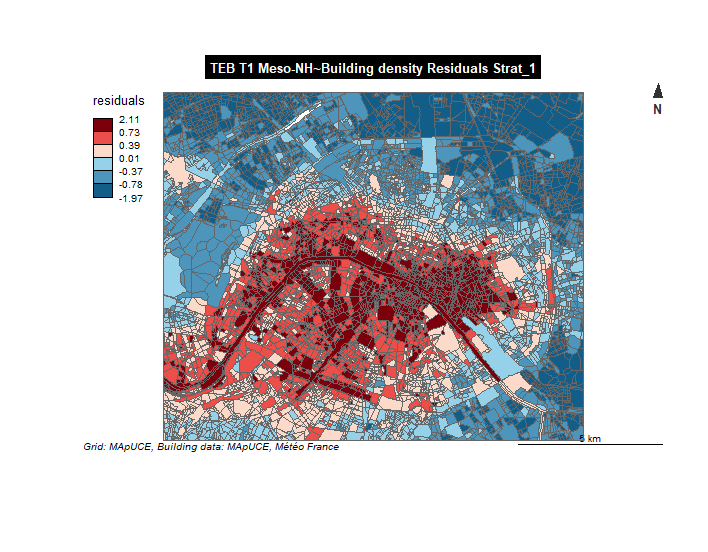 TEB T1 Meso-NH~Building density Residuals Strat_1
residuals
2.11
0.73
0.39
0.01
-0.37
-0.78
-1.97
N
5 km
Grid: MApUCE, Building data: MApUCE, Météo France